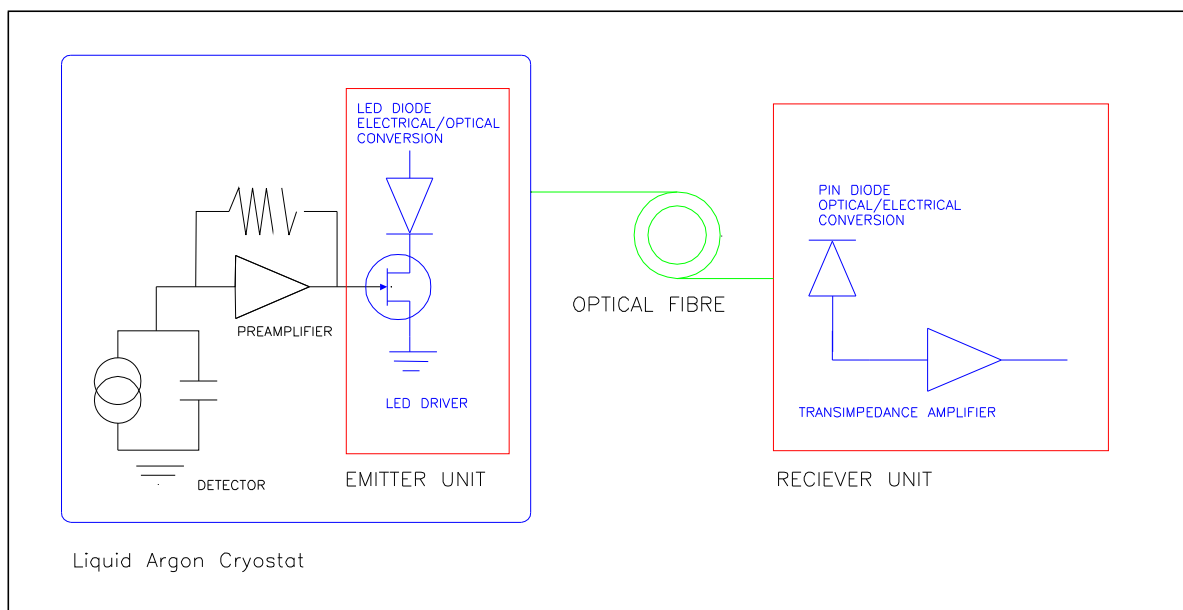 LED DIODE
ELECTRICAL/OPTICAL
CONVERSION
PREAMPLIFIER
LED DRIVER
DETECTOR
EMITTER UNIT
Liquid Argon Cryostat
OPTICAL FIBRE
PIN DIODE
OPTICAL/ELECTRICAL
CONVERSION
TRANSIMPEDANCE AMPLIFIER
RECIEVER UNIT